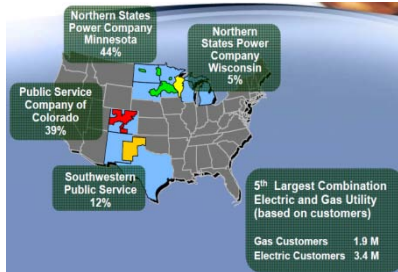 Northern States
Power Company
Minnesota
44%
Northern
States Power
Company
Wisconsin
5%
Public Service
Company of
Colorado
39%
Southwestern
Public Service
12%
5th Largest Combination
Electric and Gas Utility
(based on customers)
Gas Customers 1.9 M
Electric Customers 3.4 M